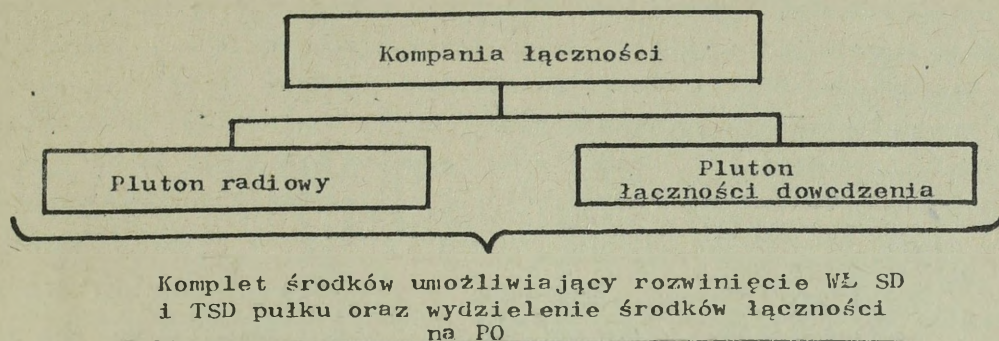 Kompania łączności
Pluton radiowy
Pluton
łączności dowodzenia
Komplet środków umożliwiający rozwinięcie WŁ SD
i TSD pułku oraz wydzielenie środków łączności
na PO